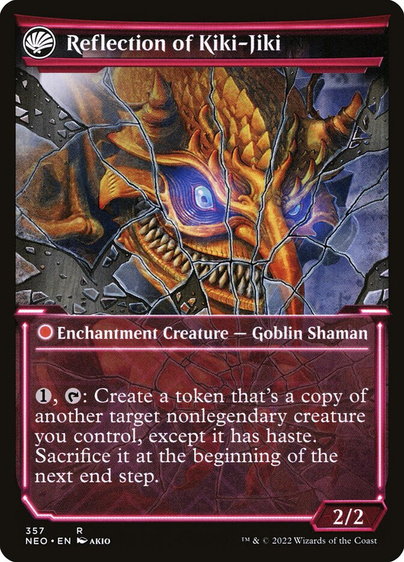 Reflection of Kiki-Jiki
Enchantment Creature — Goblin Shaman
1, T: Create a token that's a copy of
another target nonlegendary creature
you control, except it has haste.
Sacrifice it at the beginning of the
next end step.
2/2
357 R
NEO • EN AKIO
™ & © 2022 Wizards of the Coast